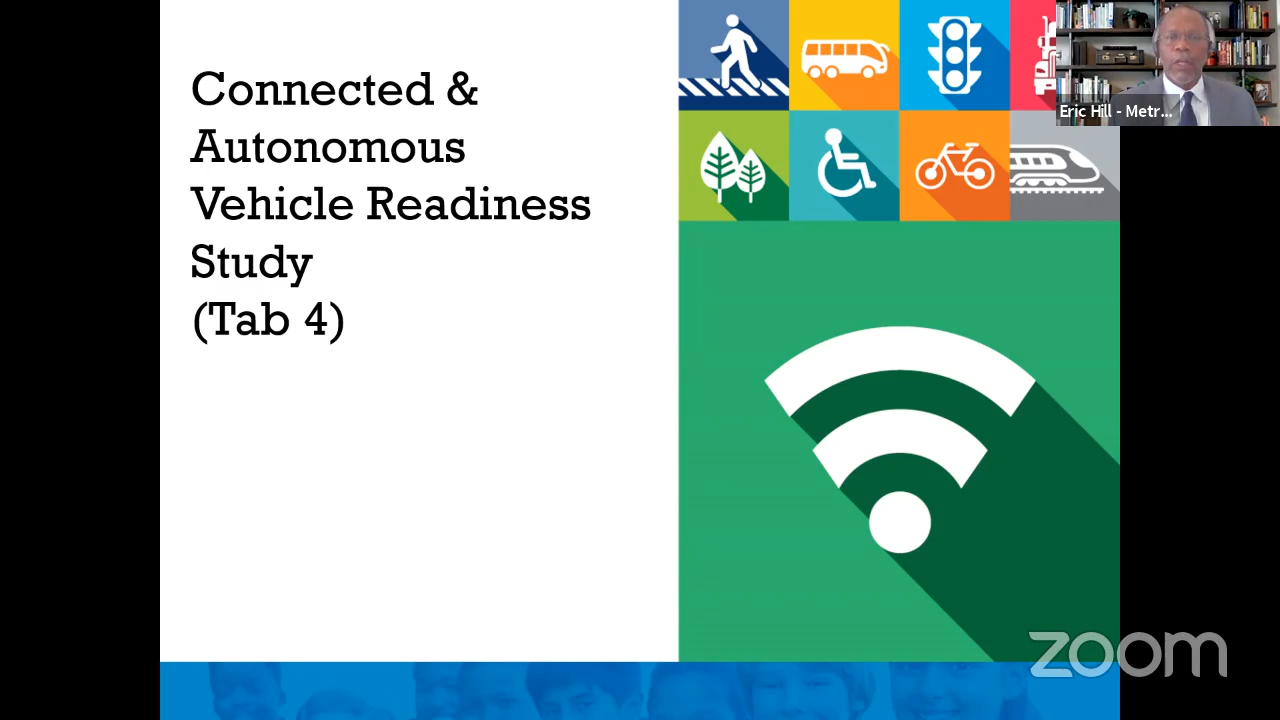 Connected &
Autonomous
Vehicle Readiness
Study
(Tab 4)
Eric Hill - Metr...
zoom